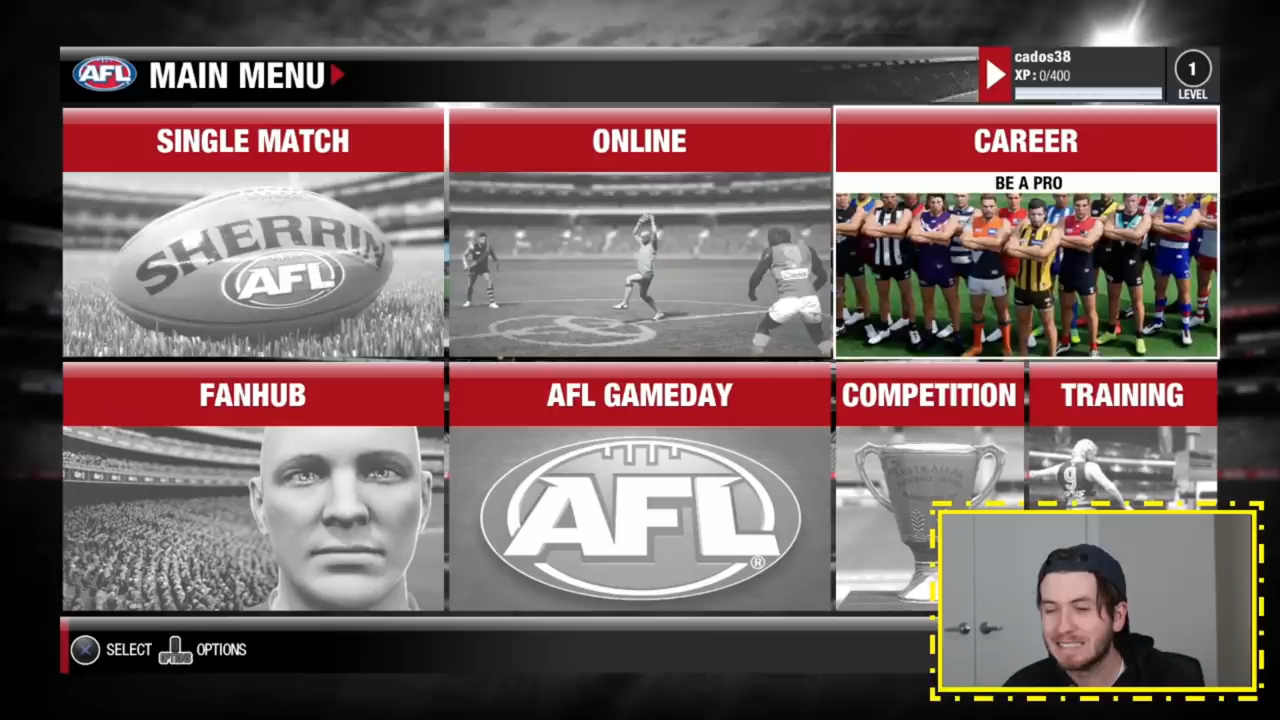 AFL
MAIN MENU
cados38
XP: 0/400
1
LEVEL
SINGLE MATCH
ONLINE
CAREER
BE A PRO
SHERRIN
AFL
FANHUB
AFL GAMEDAY
COMPETITION
TRAINING
AFL
®
9
SELECT
OPTIONS